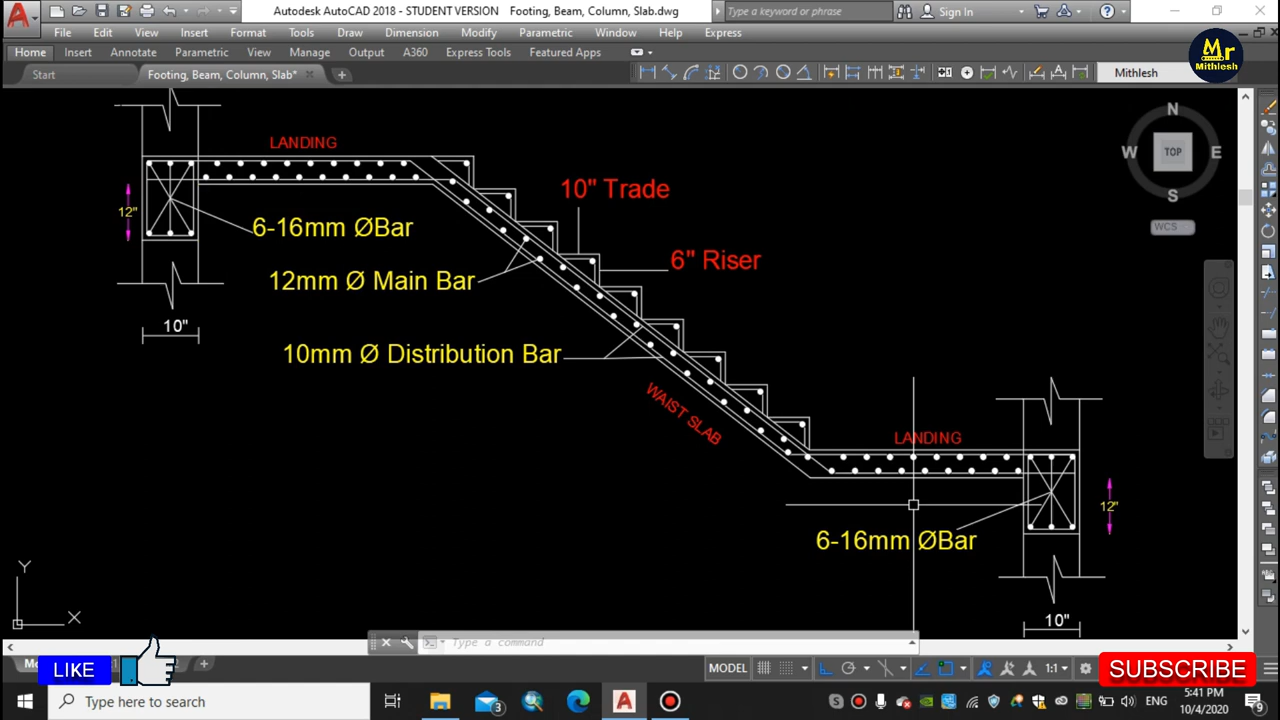 Autodesk AutoCAD 2018 - STUDENT VERSION Footing, Beam, Column, Slab.dwg
Type a keyword or phrase
Sign In
File Edit View Insert Format Tools Draw Dimension Modify Parametric Window Help Express
Home Insert Annotate Parametric View Manage Output A360 Express Tools Featured Apps
Mr
Mithlesh
Start
Footing, Beam, Column, Slab*
Mithlesh
N
W TOP E
S
WCS
LANDING
10" Trade
12"
6-16mm ØBar
6" Riser
12mm Ø Main Bar
10"
10mm Ø Distribution Bar
WAIST SLAB
LANDING
12"
6-16mm ØBar
10"
Y
X
Type a command
LIKE
MODEL
1:1
SUBSCRIBE
Type here to search
3
A
ENG
5:41 PM
10/4/2020
9